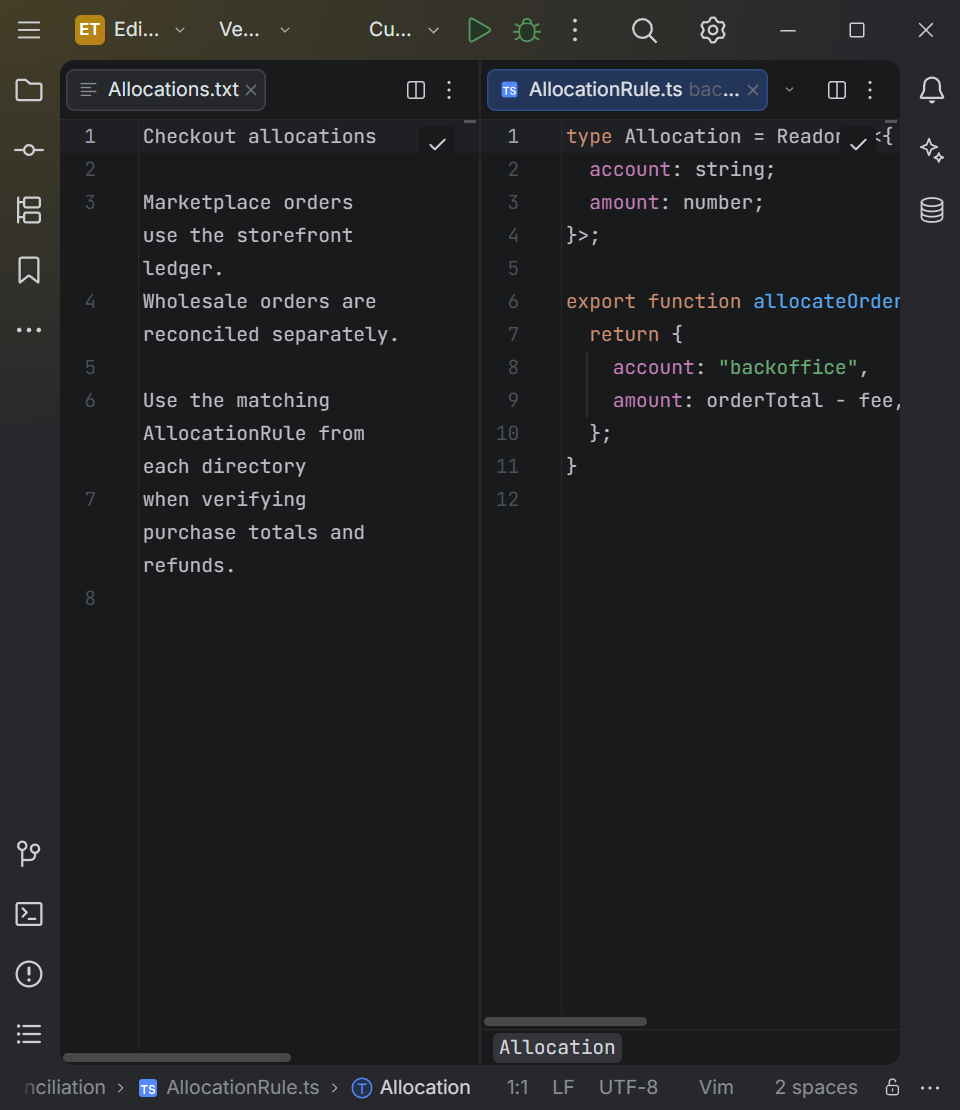 ET Edi... Ve... Cu...
Allocations.txt
AllocationRule.ts bac...
1 Checkout allocations
2
3 Marketplace orders
use the storefront
ledger.
4 Wholesale orders are
reconciled separately.
5
6 Use the matching
AllocationRule from
each directory
7 when verifying
purchase totals and
refunds.
8
1 type Allocation = Reado <{
2 account: string;
3 amount: number;
4 }>;
5
6 export function allocateOrder
7 return {
8 account: "backoffice",
9 amount: orderTotal - fee,
10 };
11 }
12
Allocation
nciliation › TS AllocationRule.ts › T Allocation 1:1 LF UTF-8 Vim 2 spaces